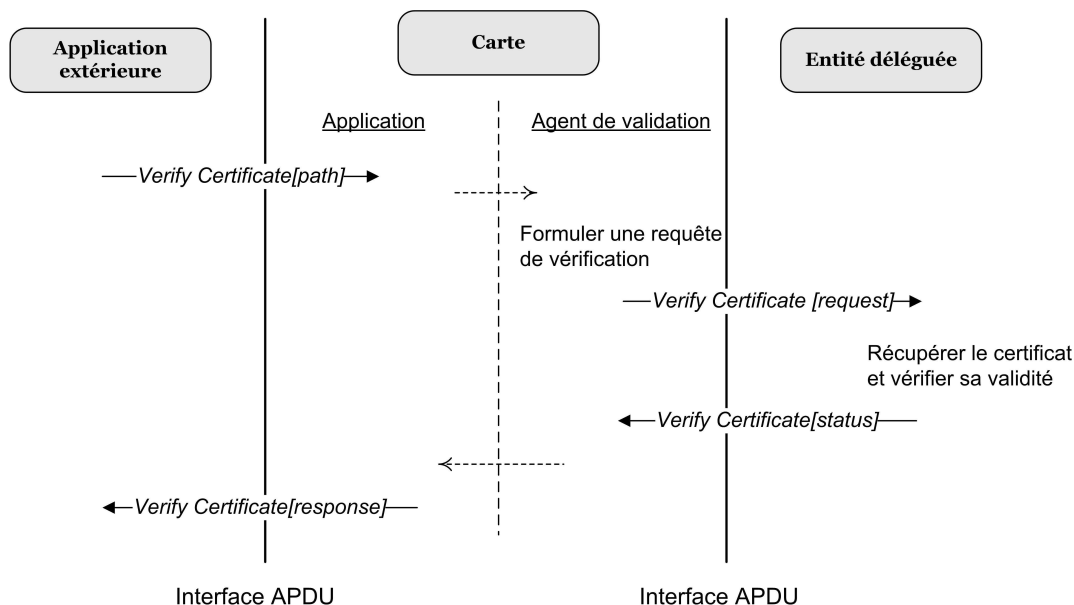 Application
extérieure
Carte
Entité déléguée
Application
Agent de validation
Verify Certificate[path]
Formuler une requête
de vérification
Verify Certificate [request]
Récupérer le certificat
et vérifier sa validité
Verify Certificate[status]
Verify Certificate[response]
Interface APDU
Interface APDU